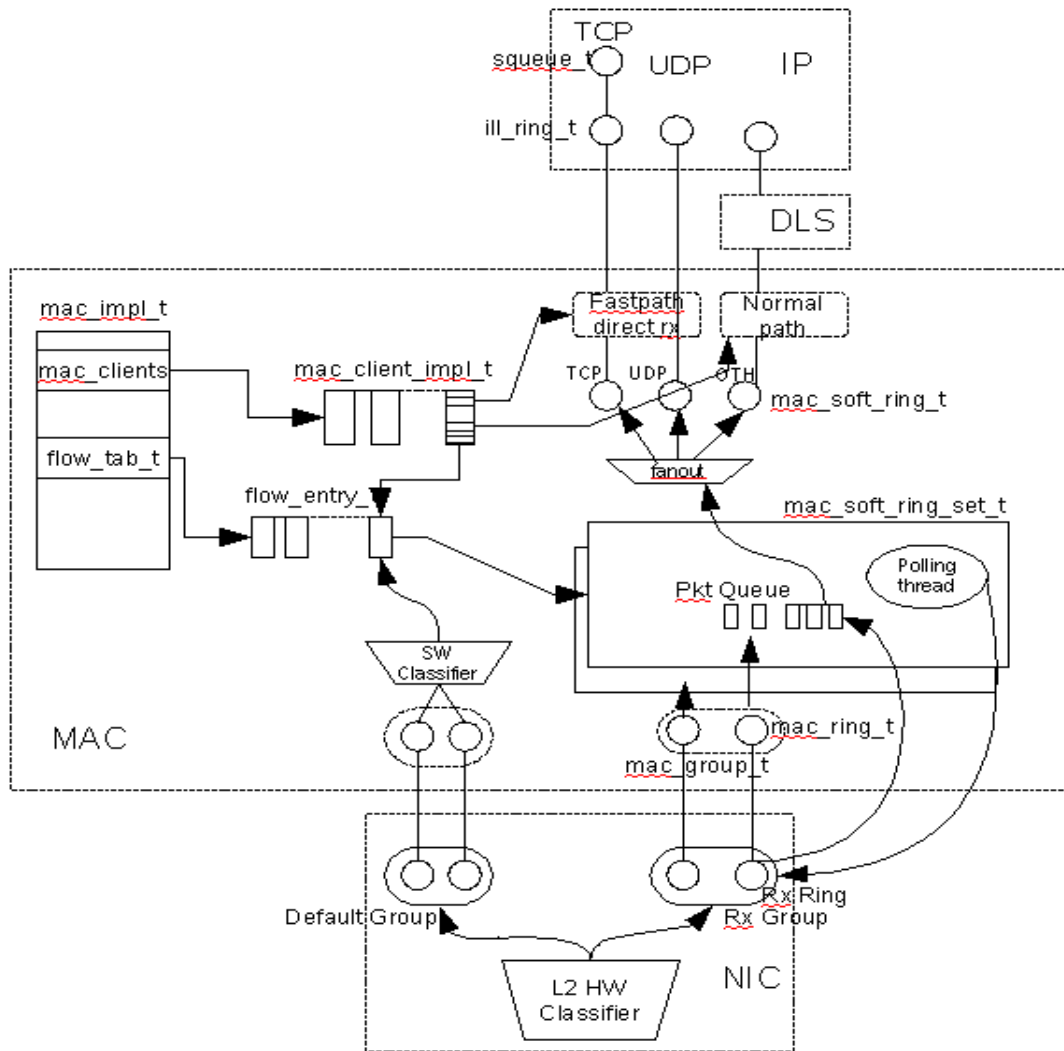 TCP
squeue_t
UDP
IP
ill_ring_t
DLS
mac_impl_t
Fastpath
direct rx
Normal
path
mac_clients
mac_client_impl_t
TCP
UDP
OTH
mac_soft_ring_t
flow_tab_t
fanout
flow_entry_
mac_soft_ring_set_t
Polling
thread
Pkt Queue
SW
Classifier
MAC
mac_ring_t
mac_group_t
Rx Ring
Default Group
Rx Group
NIC
L2 HW
Classifier